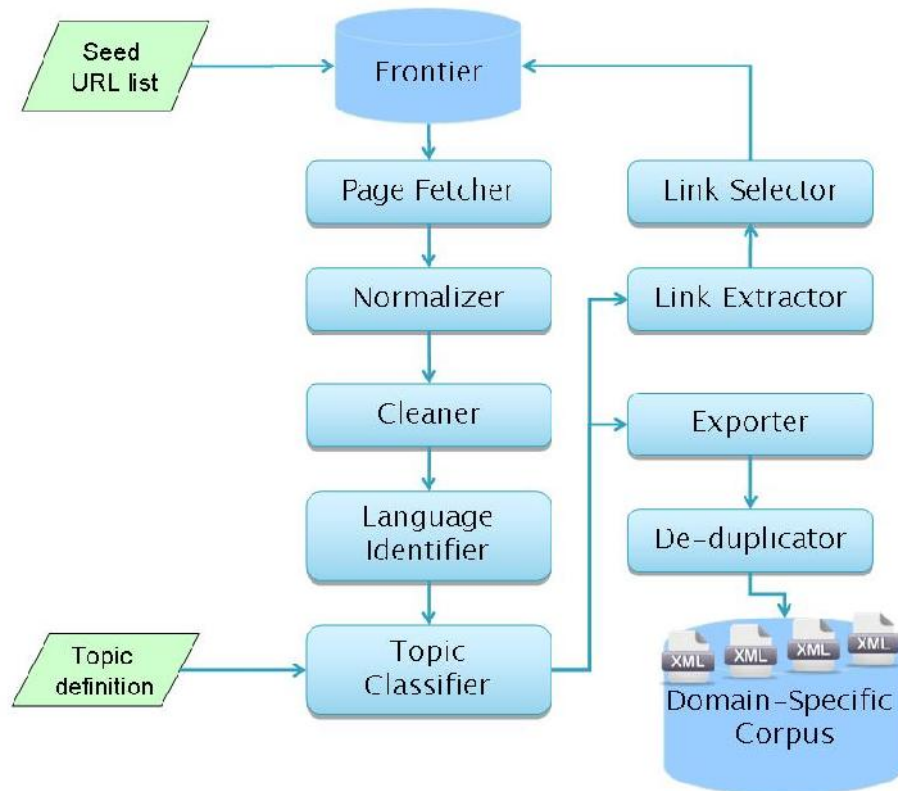 Seed
URL list
Frontier
Page Fetcher
Link Selector
Normalizer
Link Extractor
Cleaner
Exporter
Language
Identifier
De-duplicator
Topic
definition
Topic
Classifier
XML
XML
XML
XML
Domain-Specific
Corpus